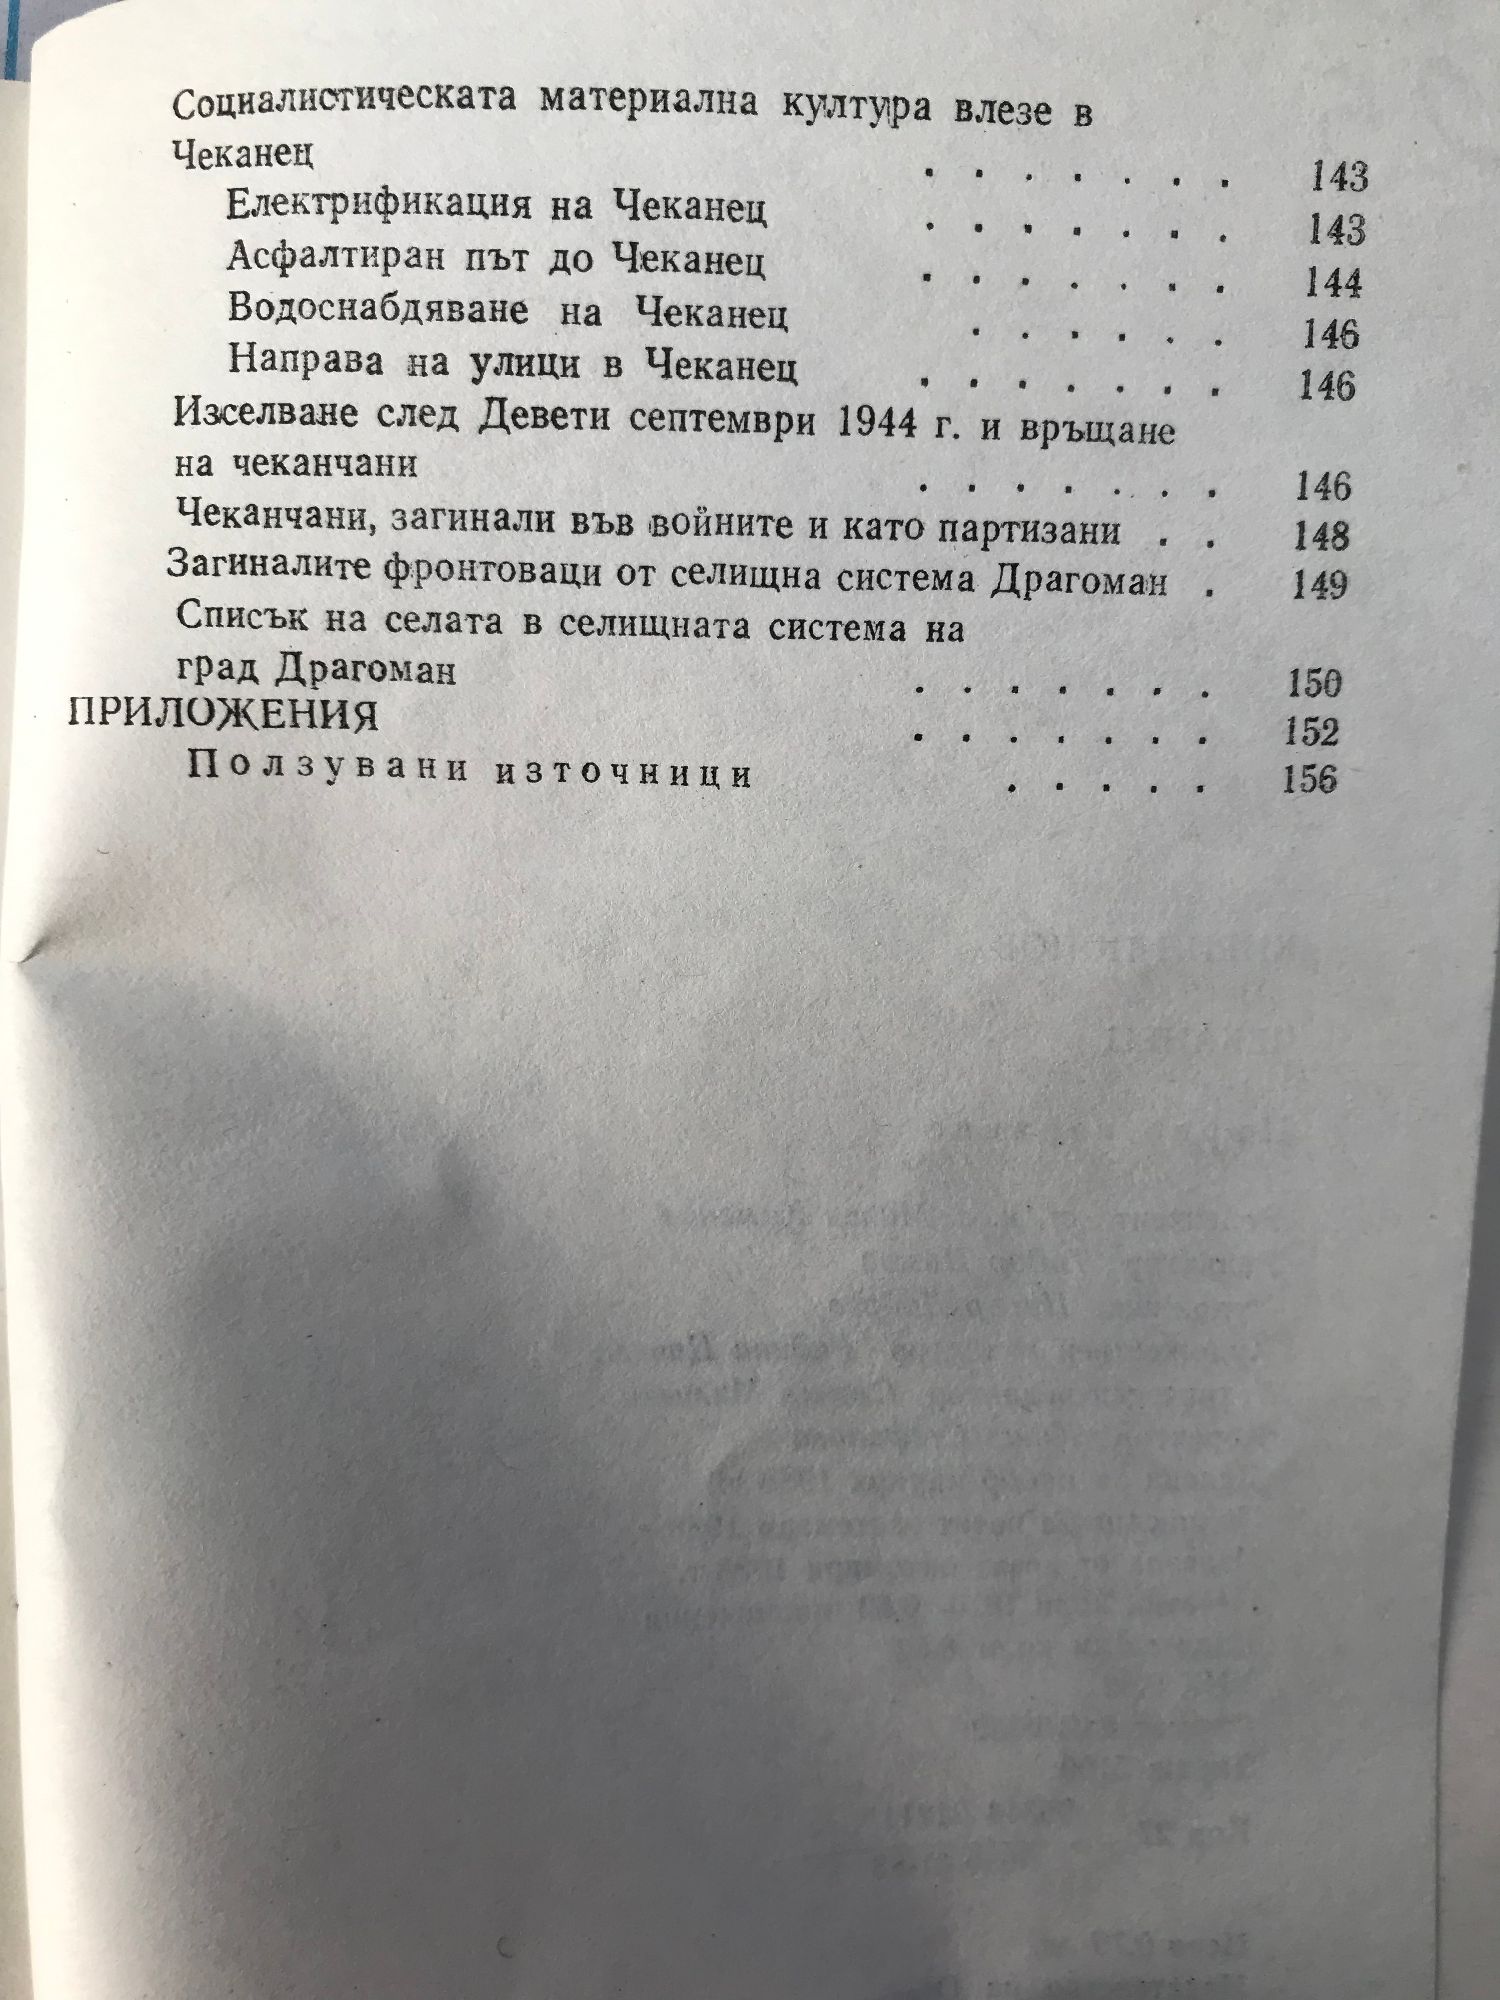 Социалистическата материална култура влезе в
Чеканец . . . . . . . 143
Електрификация на Чеканец . . . . . . . 143
Асфалтиран път до Чеканец . . . . . . . 144
Водоснабдяване на Чеканец . . . . . . 146
Направа на улици в Чеканец . . . . . . . 146
Изселване след Девети септември 1944 г. и връщане
на чеканчани . . . . . . . 146
Чеканчани, загинали във войните и като партизани . . 148
Загиналите фронтоваци от селищна система Драгоман . 149
Списък на селата в селищната система на
град Драгоман . . . . . . . 150
ПРИЛОЖЕНИЯ . . . . . . . 152
Ползувани източници . . . . . 156